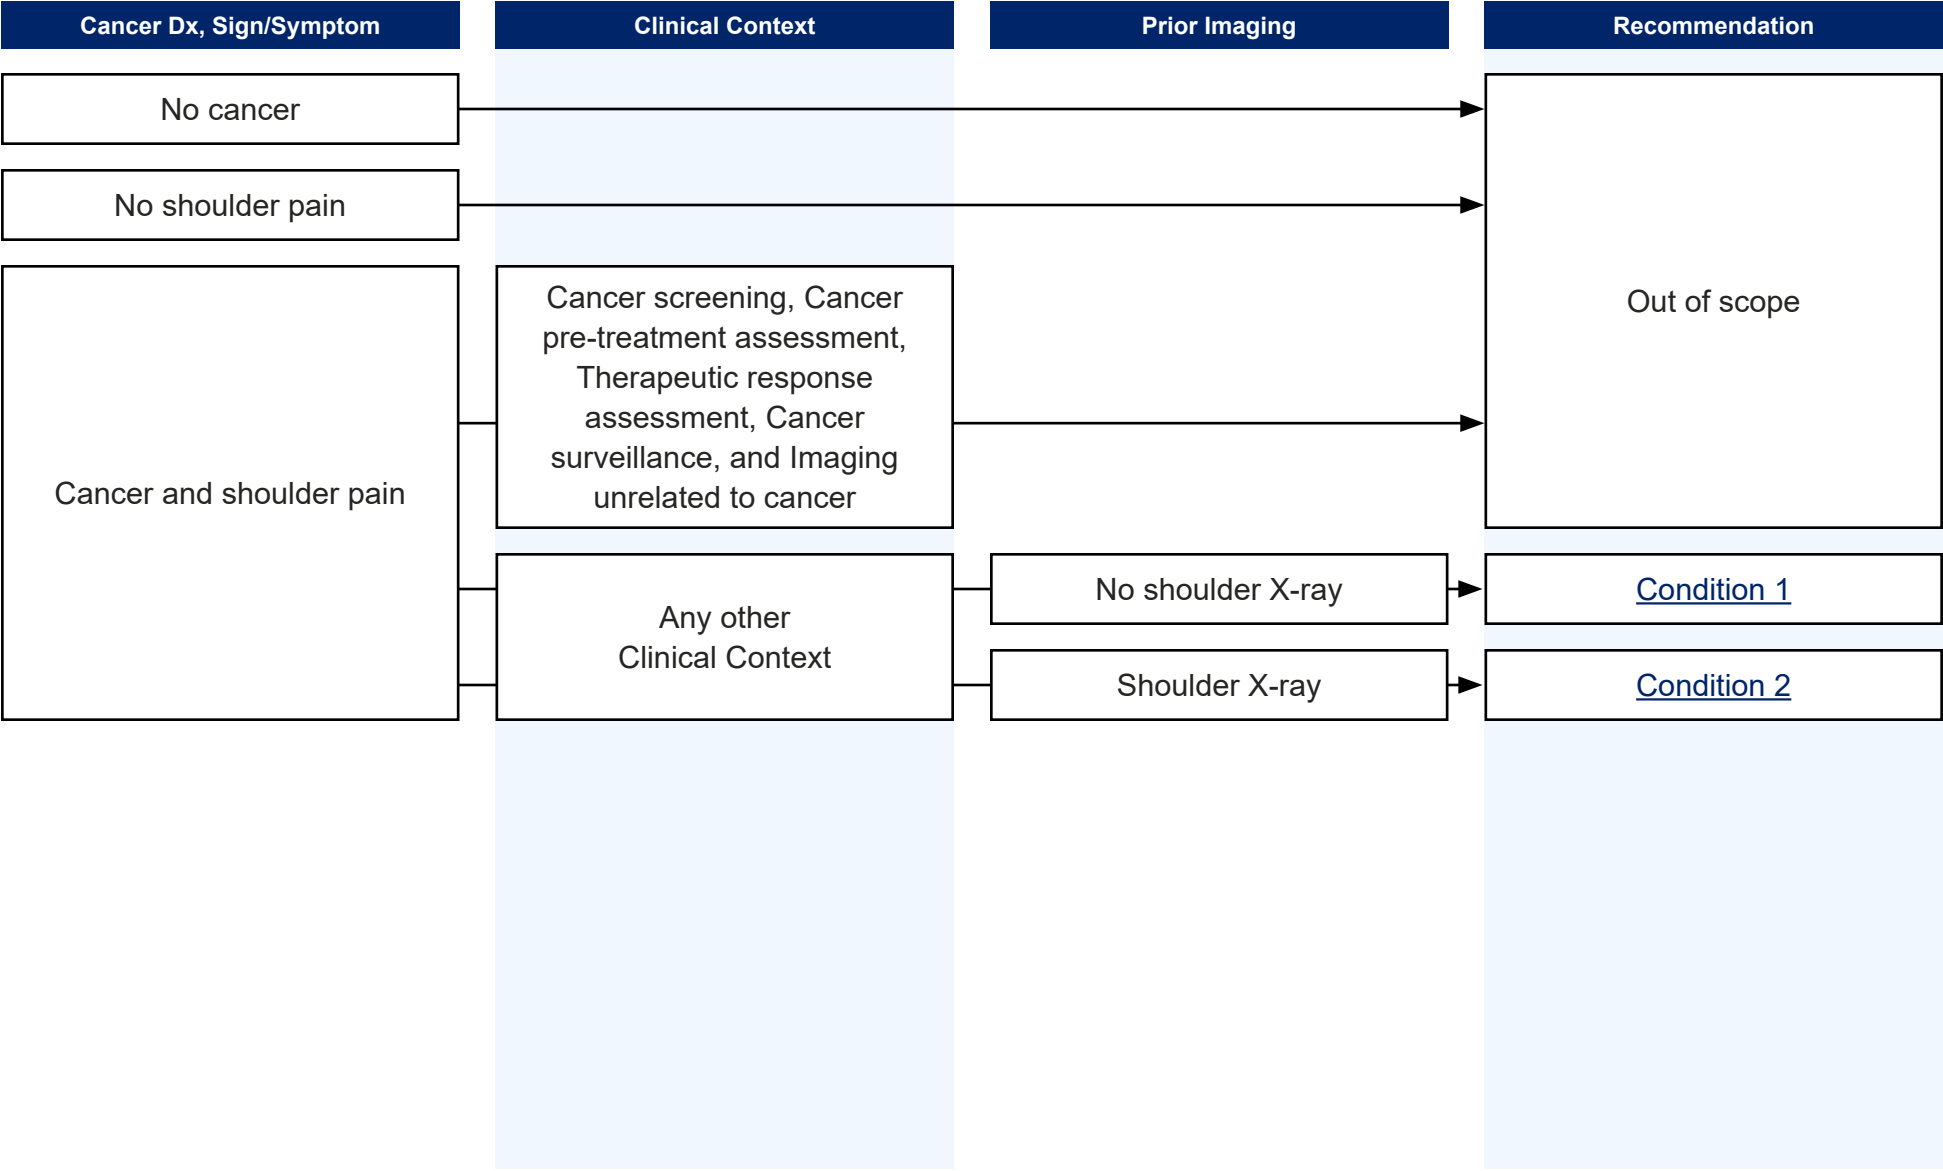 Cancer Dx, Sign/Symptom
Clinical Context
Prior Imaging
Recommendation
No cancer
No shoulder pain
Cancer and shoulder pain
Cancer screening, Cancer
pre-treatment assessment,
Therapeutic response
assessment, Cancer
surveillance, and Imaging
unrelated to cancer
Out of scope
Any other
Clinical Context
No shoulder X-ray
Condition 1
Shoulder X-ray
Condition 2